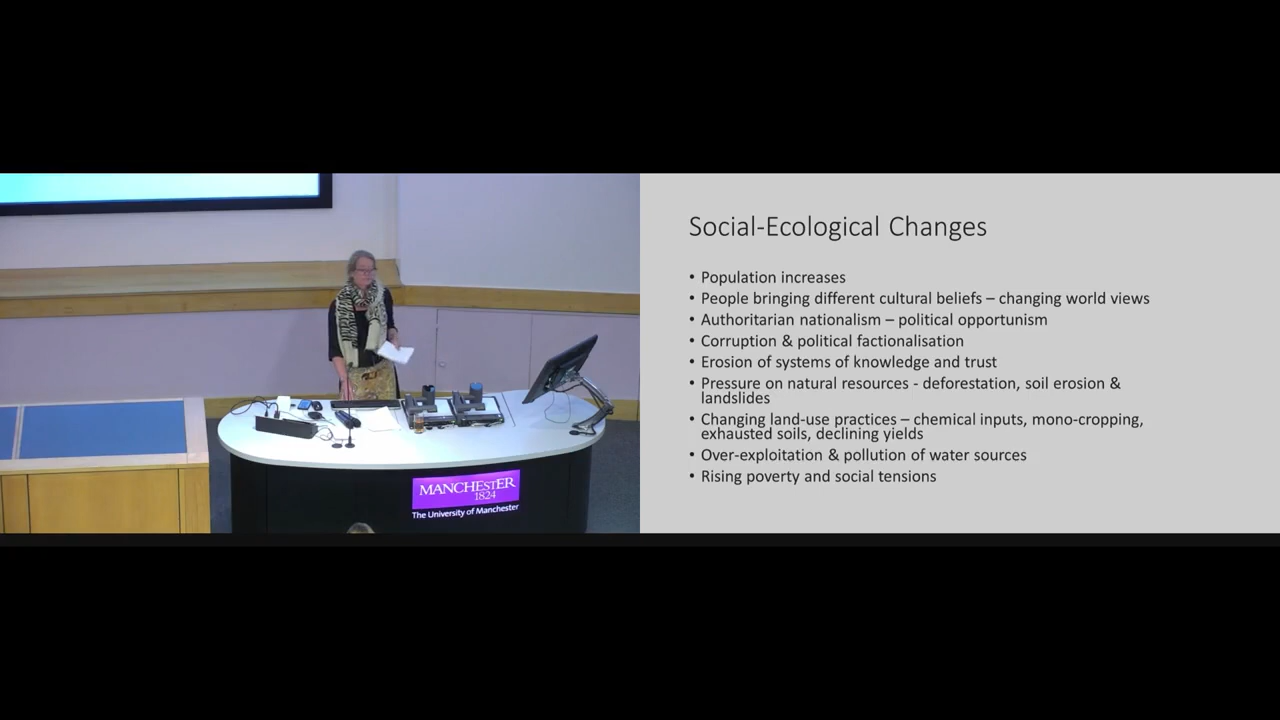 Social-Ecological Changes
• Population increases
• People bringing different cultural beliefs – changing world views
• Authoritarian nationalism – political opportunism
• Corruption & political factionalisation
• Erosion of systems of knowledge and trust
• Pressure on natural resources - deforestation, soil erosion &
landslides
• Changing land-use practices – chemical inputs, mono-cropping,
exhausted soils, declining yields
• Over-exploitation & pollution of water sources
• Rising poverty and social tensions
MANCHESTER
1824
The University of Manchester